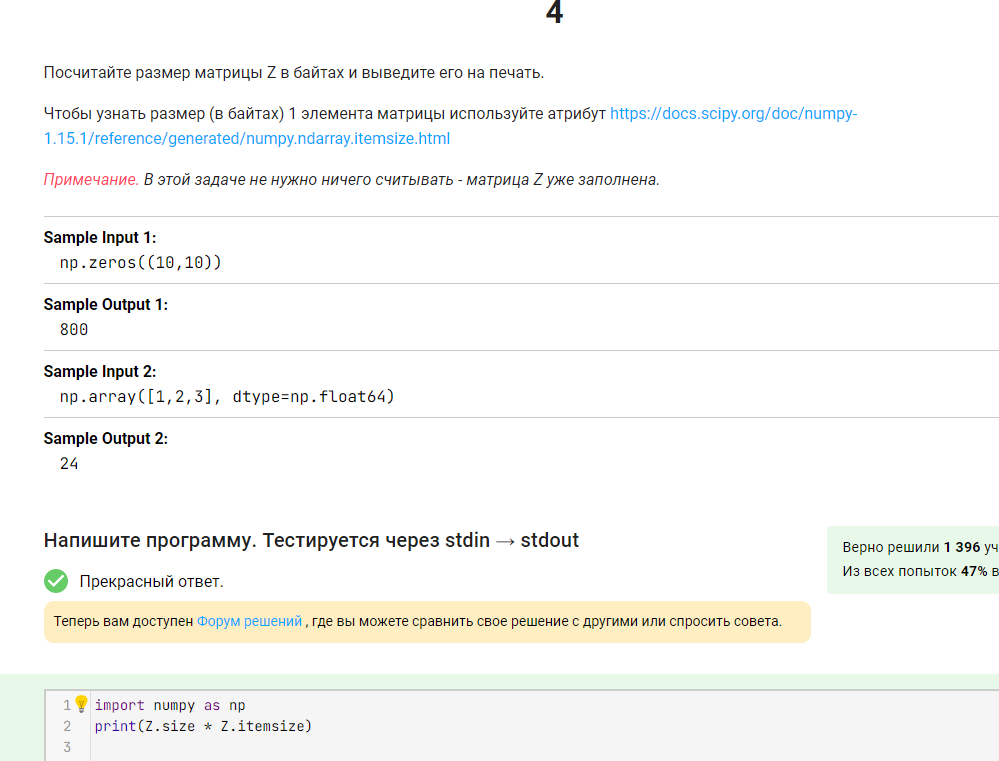 4
Посчитайте размер матрицы Z в байтах и выведите его на печать.
Чтобы узнать размер (в байтах) 1 элемента матрицы используйте атрибут https://docs.scipy.org/doc/numpy-
1.15.1/reference/generated/numpy.ndarray.itemsize.html
Примечание. В этой задаче не нужно ничего считывать - матрица Z уже заполнена.
Sample Input 1:
np.zeros((10,10))
Sample Output 1:
800
Sample Input 2:
np.array([1,2,3], dtype=np.float64)
Sample Output 2:
24
Напишите программу. Тестируется через stdin → stdout
Верно решили 1 396 уч
Из всех попыток 47% в
Прекрасный ответ.
Теперь вам доступен Форум решений , где вы можете сравнить свое решение с другими или спросить совета.
1 import numpy as np
2 print(Z.size * Z.itemsize)
3